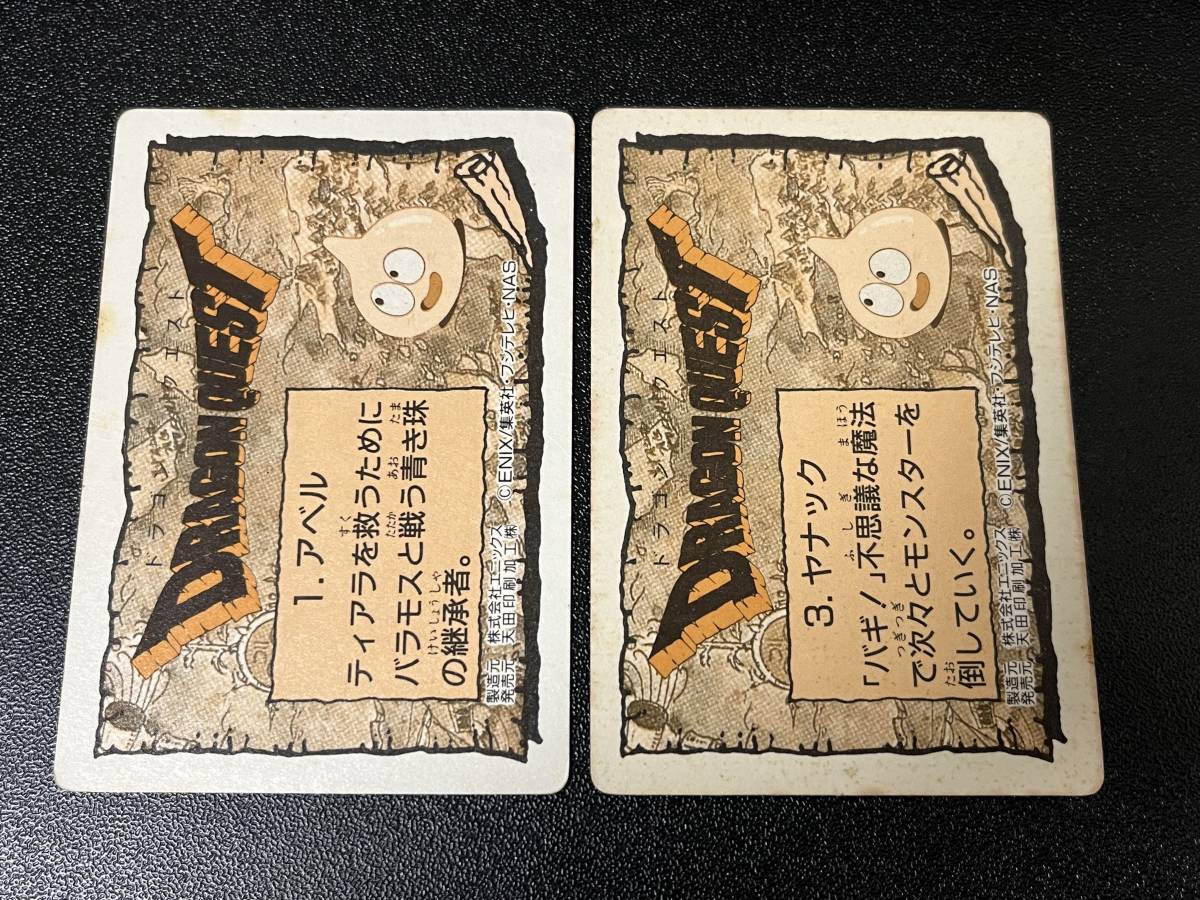 ドラゴンクエスト
DRAGON QUEST
1.アベル
ティアラを救うために
バラモスと戦う青き珠
の継承者。
©ENIX/集英社・フジテレビ・NAS
製造元 株式会社エニックス
発売元 天田印刷加工㈱
ドラゴンクエスト
DRAGON QUEST
3.ヤナック
「バギ!」不思議な魔法
で次々とモンスターを
倒していく。
©ENIX/集英社・フジテレビ・NAS
製造元 株式会社エニックス
発売元 天田印刷加工㈱